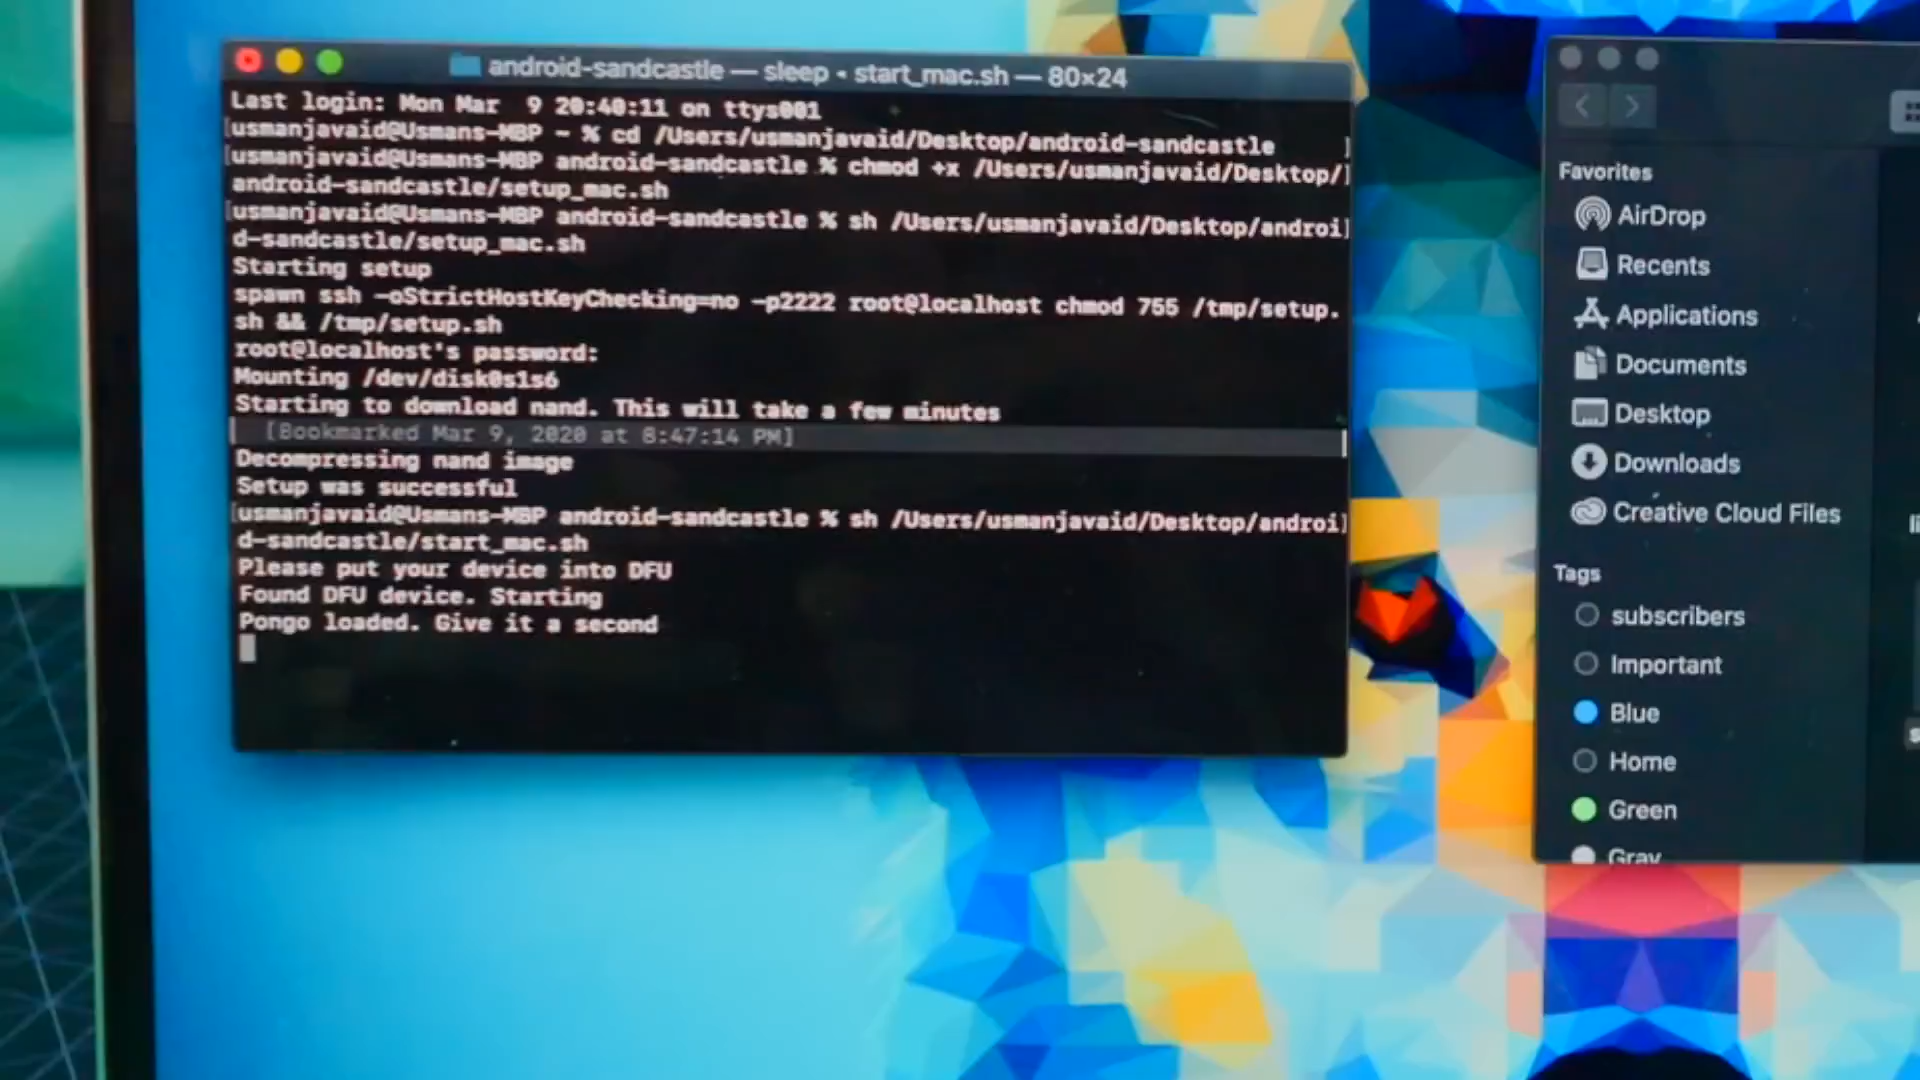 android-sandcastle — sleep • start_mac.sh — 80×24
Last login: Mon Mar  9 20:40:11 on ttys001
[usmanjavaid@Usmans-MBP ~ % cd /Users/usmanjavaid/Desktop/android-sandcastle ]
[usmanjavaid@Usmans-MBP android-sandcastle % chmod +x /Users/usmanjavaid/Desktop/]
android-sandcastle/setup_mac.sh
[usmanjavaid@Usmans-MBP android-sandcastle % sh /Users/usmanjavaid/Desktop/androi]
d-sandcastle/setup_mac.sh
Starting setup
spawn ssh -oStrictHostKeyChecking=no -p2222 root@localhost chmod 755 /tmp/setup.
sh && /tmp/setup.sh
root@localhost's password:
Mounting /dev/disk0s1s6
Starting to download nand. This will take a few minutes
[Bookmarked Mar 9, 2020 at 8:47:14 PM]
Decompressing nand image
Setup was successful
[usmanjavaid@Usmans-MBP android-sandcastle % sh /Users/usmanjavaid/Desktop/androi]
d-sandcastle/start_mac.sh
Please put your device into DFU
Found DFU device. Starting
Pongo loaded. Give it a second
Favorites
AirDrop
Recents
Applications
Documents
Desktop
Downloads
Creative Cloud Files
Tags
subscribers
Important
Blue
Home
Green
Gray